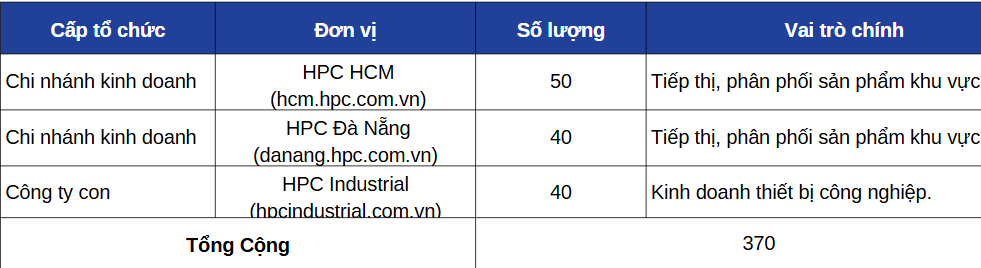 Cấp tổ chức Đơn vị Số lượng Vai trò chính
Chi nhánh kinh doanh HPC HCM 50 Tiếp thị, phân phối sản phẩm khu vực
(hcm.hpc.com.vn)
Chi nhánh kinh doanh HPC Đà Nẵng 40 Tiếp thị, phân phối sản phẩm khu vực
(danang.hpc.com.vn)
Công ty con HPC Industrial 40 Kinh doanh thiết bị công nghiệp.
(hpcindustrial.com.vn)
Tổng Cộng 370